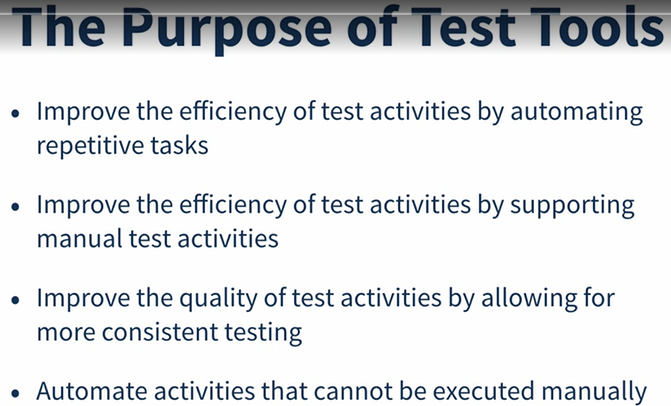 The Purpose of Test Tools
• Improve the efficiency of test activities by automating
repetitive tasks
• Improve the efficiency of test activities by supporting
manual test activities
• Improve the quality of test activities by allowing for
more consistent testing
• Automate activities that cannot be executed manually